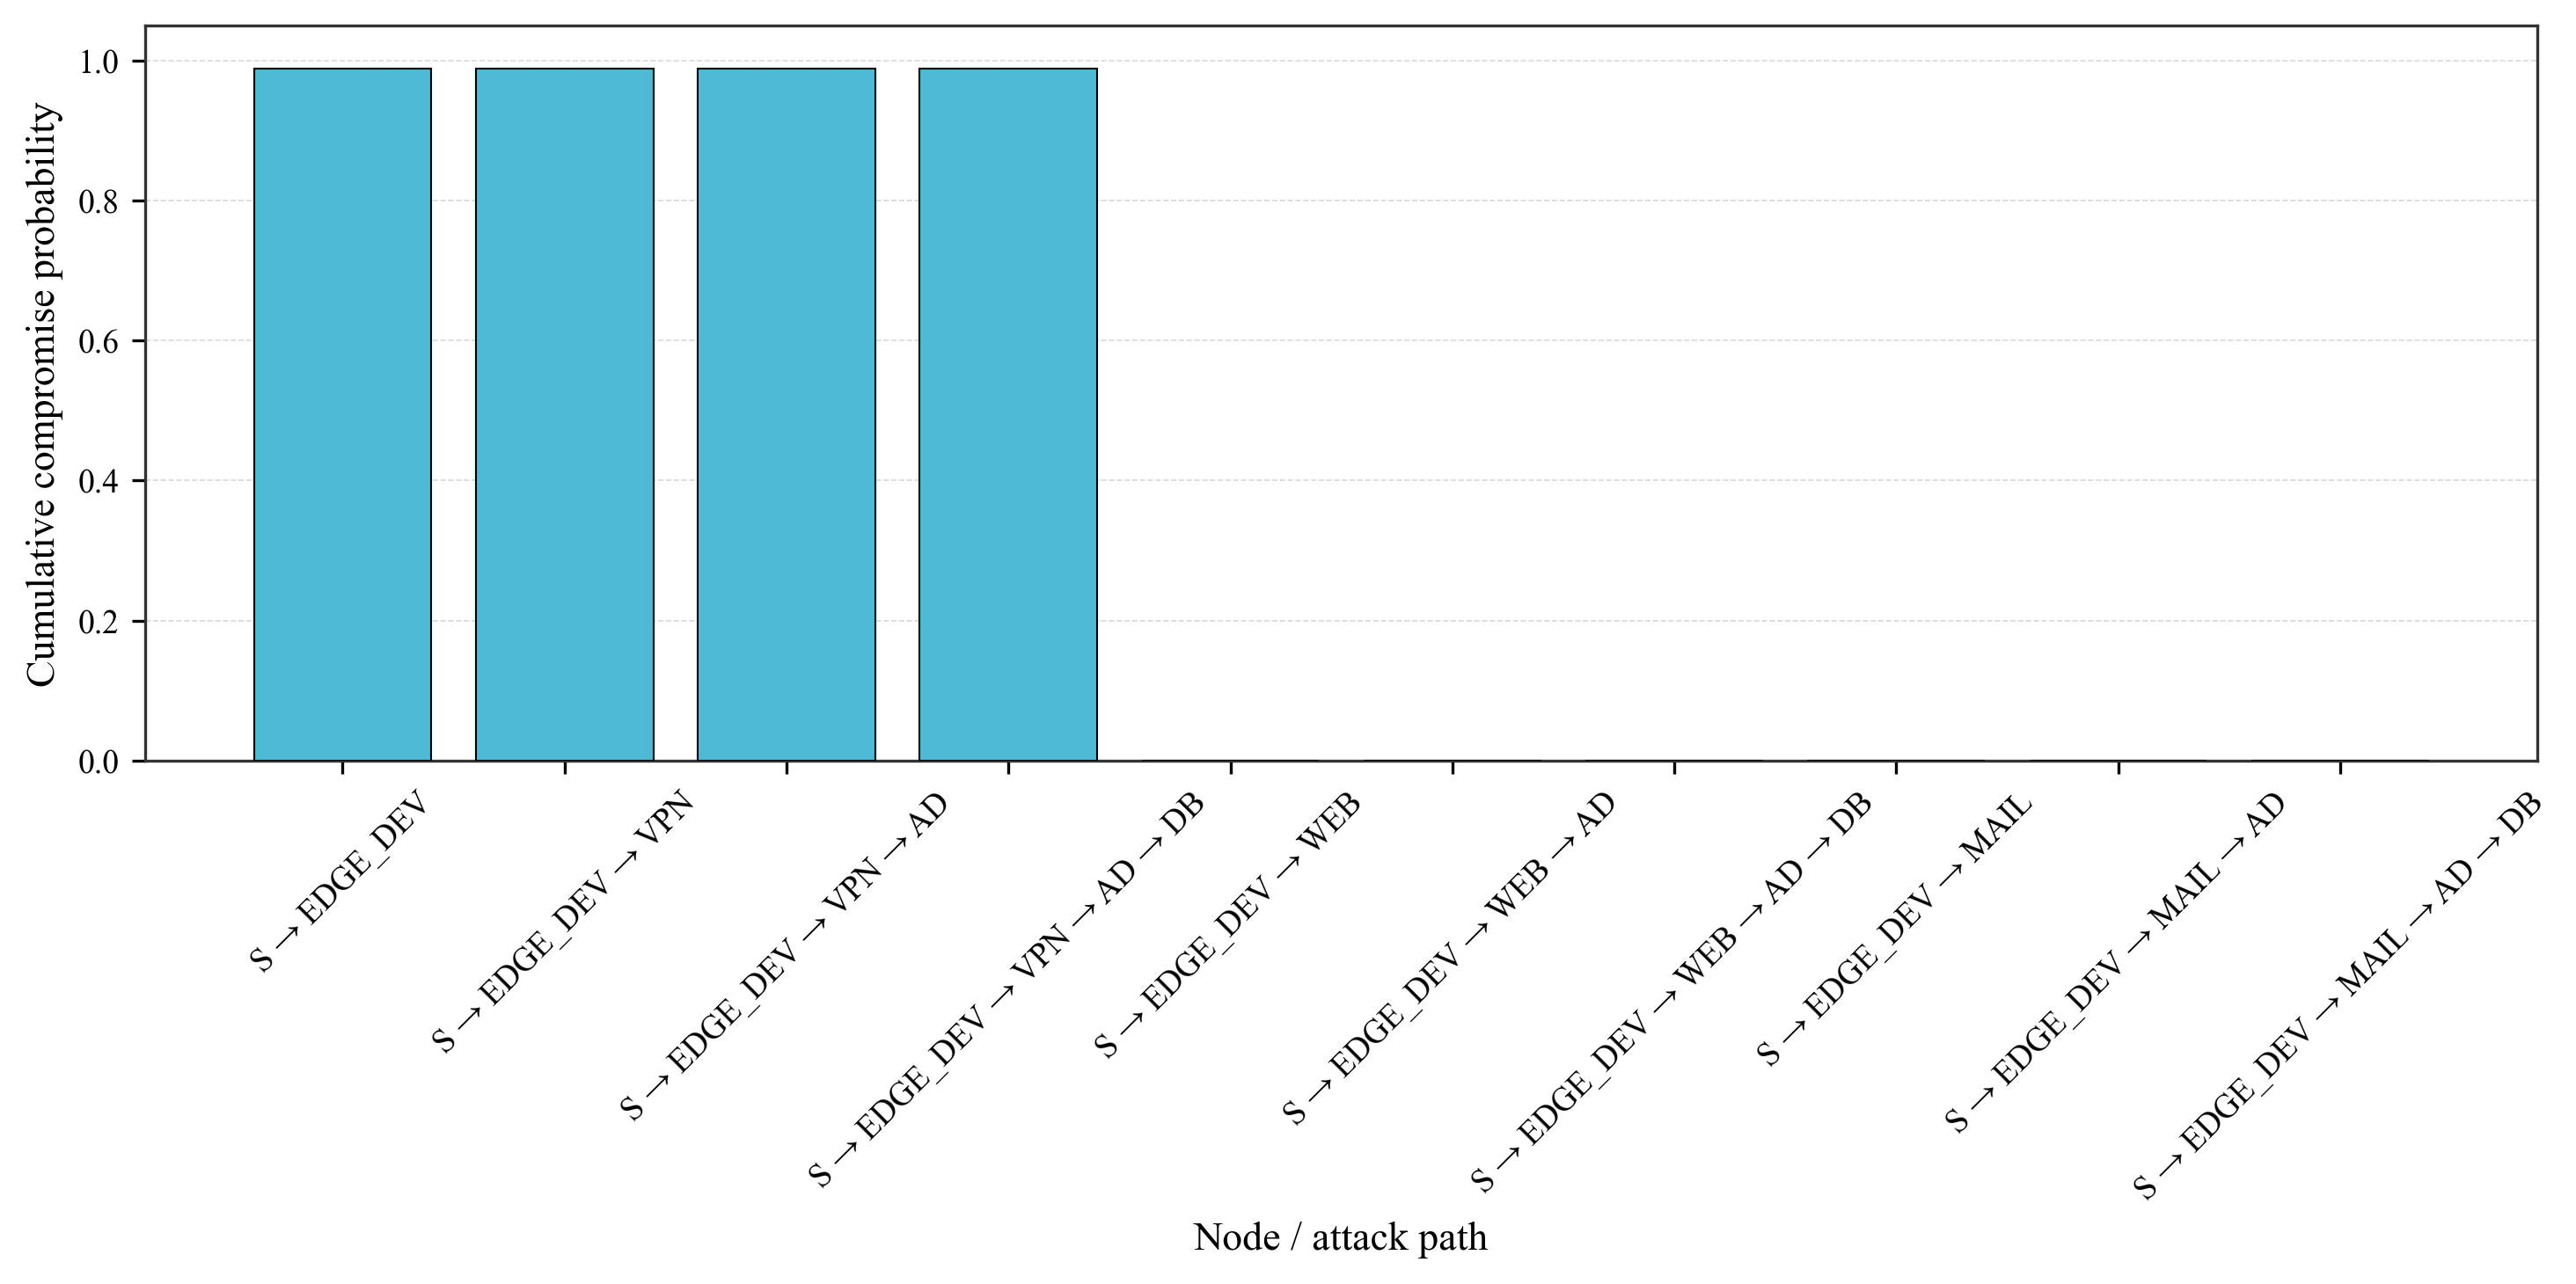 Cumulative compromise probability
1.0
0.8
0.6
0.4
0.2
0.0
S → EDGE_DEV
S → EDGE_DEV → VPN
S → EDGE_DEV → VPN → AD
S → EDGE_DEV → VPN → AD → DB
S → EDGE_DEV → WEB
S → EDGE_DEV → WEB → AD
S → EDGE_DEV → WEB → AD → DB
S → EDGE_DEV → MAIL
S → EDGE_DEV → MAIL → AD
S → EDGE_DEV → MAIL → AD → DB
Node / attack path